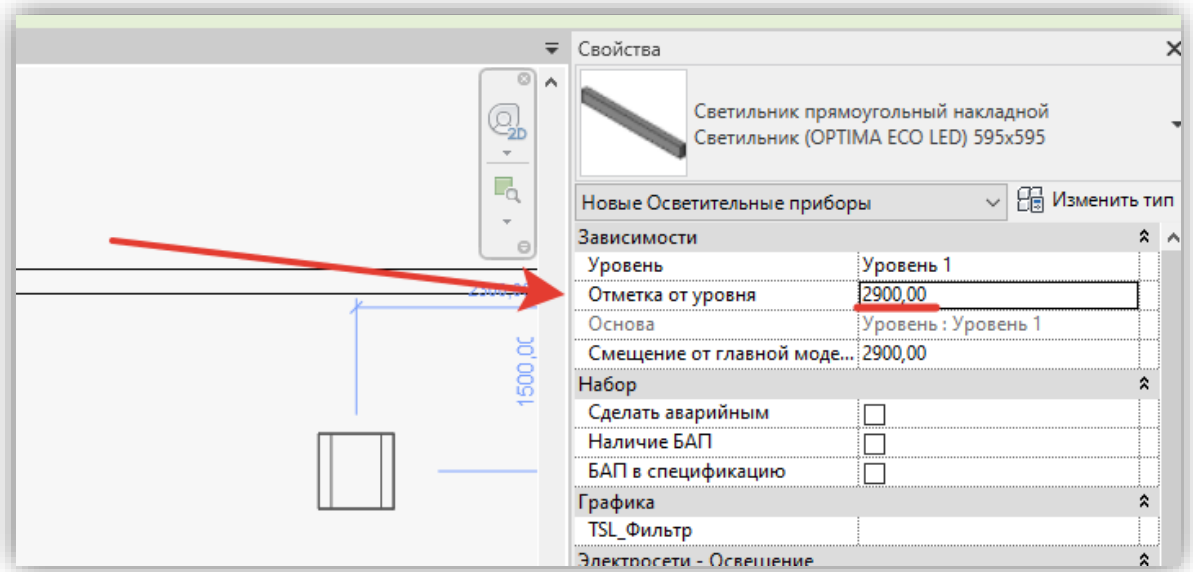 Свойства
2D
Светильник прямоугольный накладной
Светильник (OPTIMA ECO LED) 595x595
Новые Осветительные приборы
Изменить тип
Зависимости
Уровень Уровень 1
Отметка от уровня 2900,00
Основа Уровень : Уровень 1
Смещение от главной моде... 2900,00
Набор
Сделать аварийным
Наличие БАП
БАП в спецификацию
Графика
TSL_Фильтр
Электросети - Освещение
1500,00